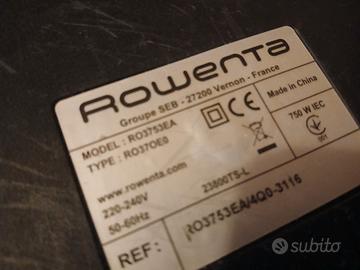 Rowenta
Groupe SEB - 27200 Vernon - France
MODEL : RO3753EA
TYPE : RO37OE0
Made in China
750 W IEC
www.rowenta.com
23800TS-L
220-240V
50-60Hz
REF: RO3753EA/4Q0-3116
subito